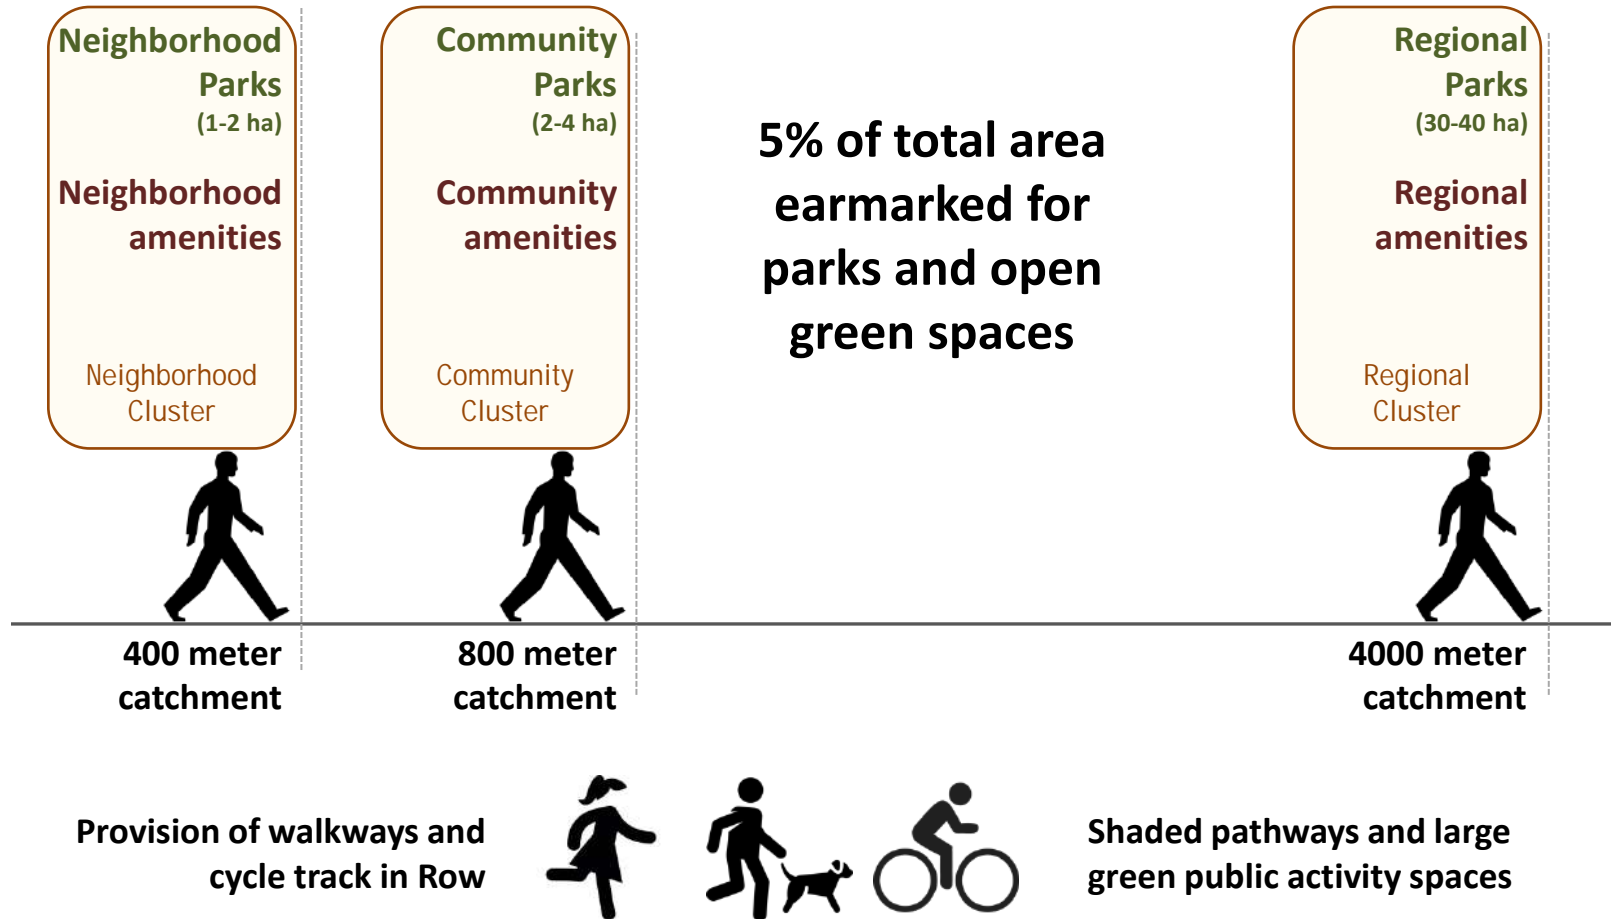 Neighborhood
Parks
(1-2 ha)
Neighborhood
amenities
Neighborhood
Cluster
400 meter
catchment
Community
Parks
(2-4 ha)
Community
amenities
Community
Cluster
800 meter
catchment
5% of total area
earmarked for
parks and open
green spaces
Regional
Parks
(30-40 ha)
Regional
amenities
Regional
Cluster
4000 meter
catchment
Provision of walkways and
cycle track in Row
Shaded pathways and large
green public activity spaces